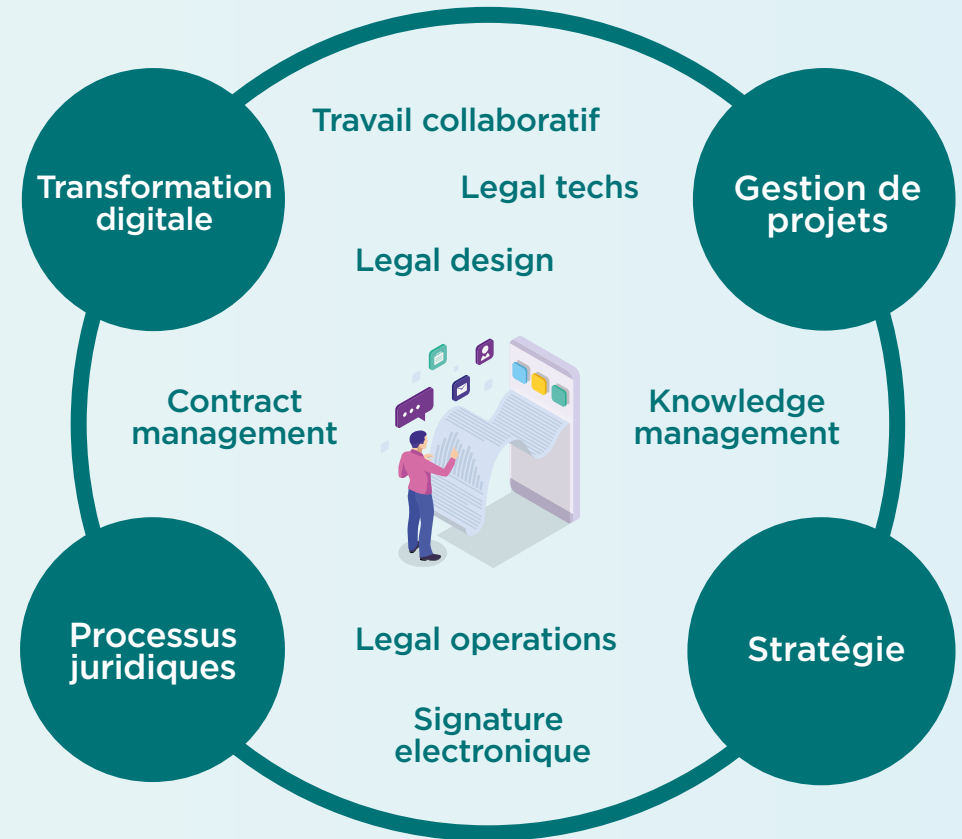 Travail collaboratif
Transformation
digitale
Legal techs
Gestion de
projets
Legal design
Contract
management
Knowledge
management
Processus
juridiques
Legal operations
Stratégie
Signature
electronique